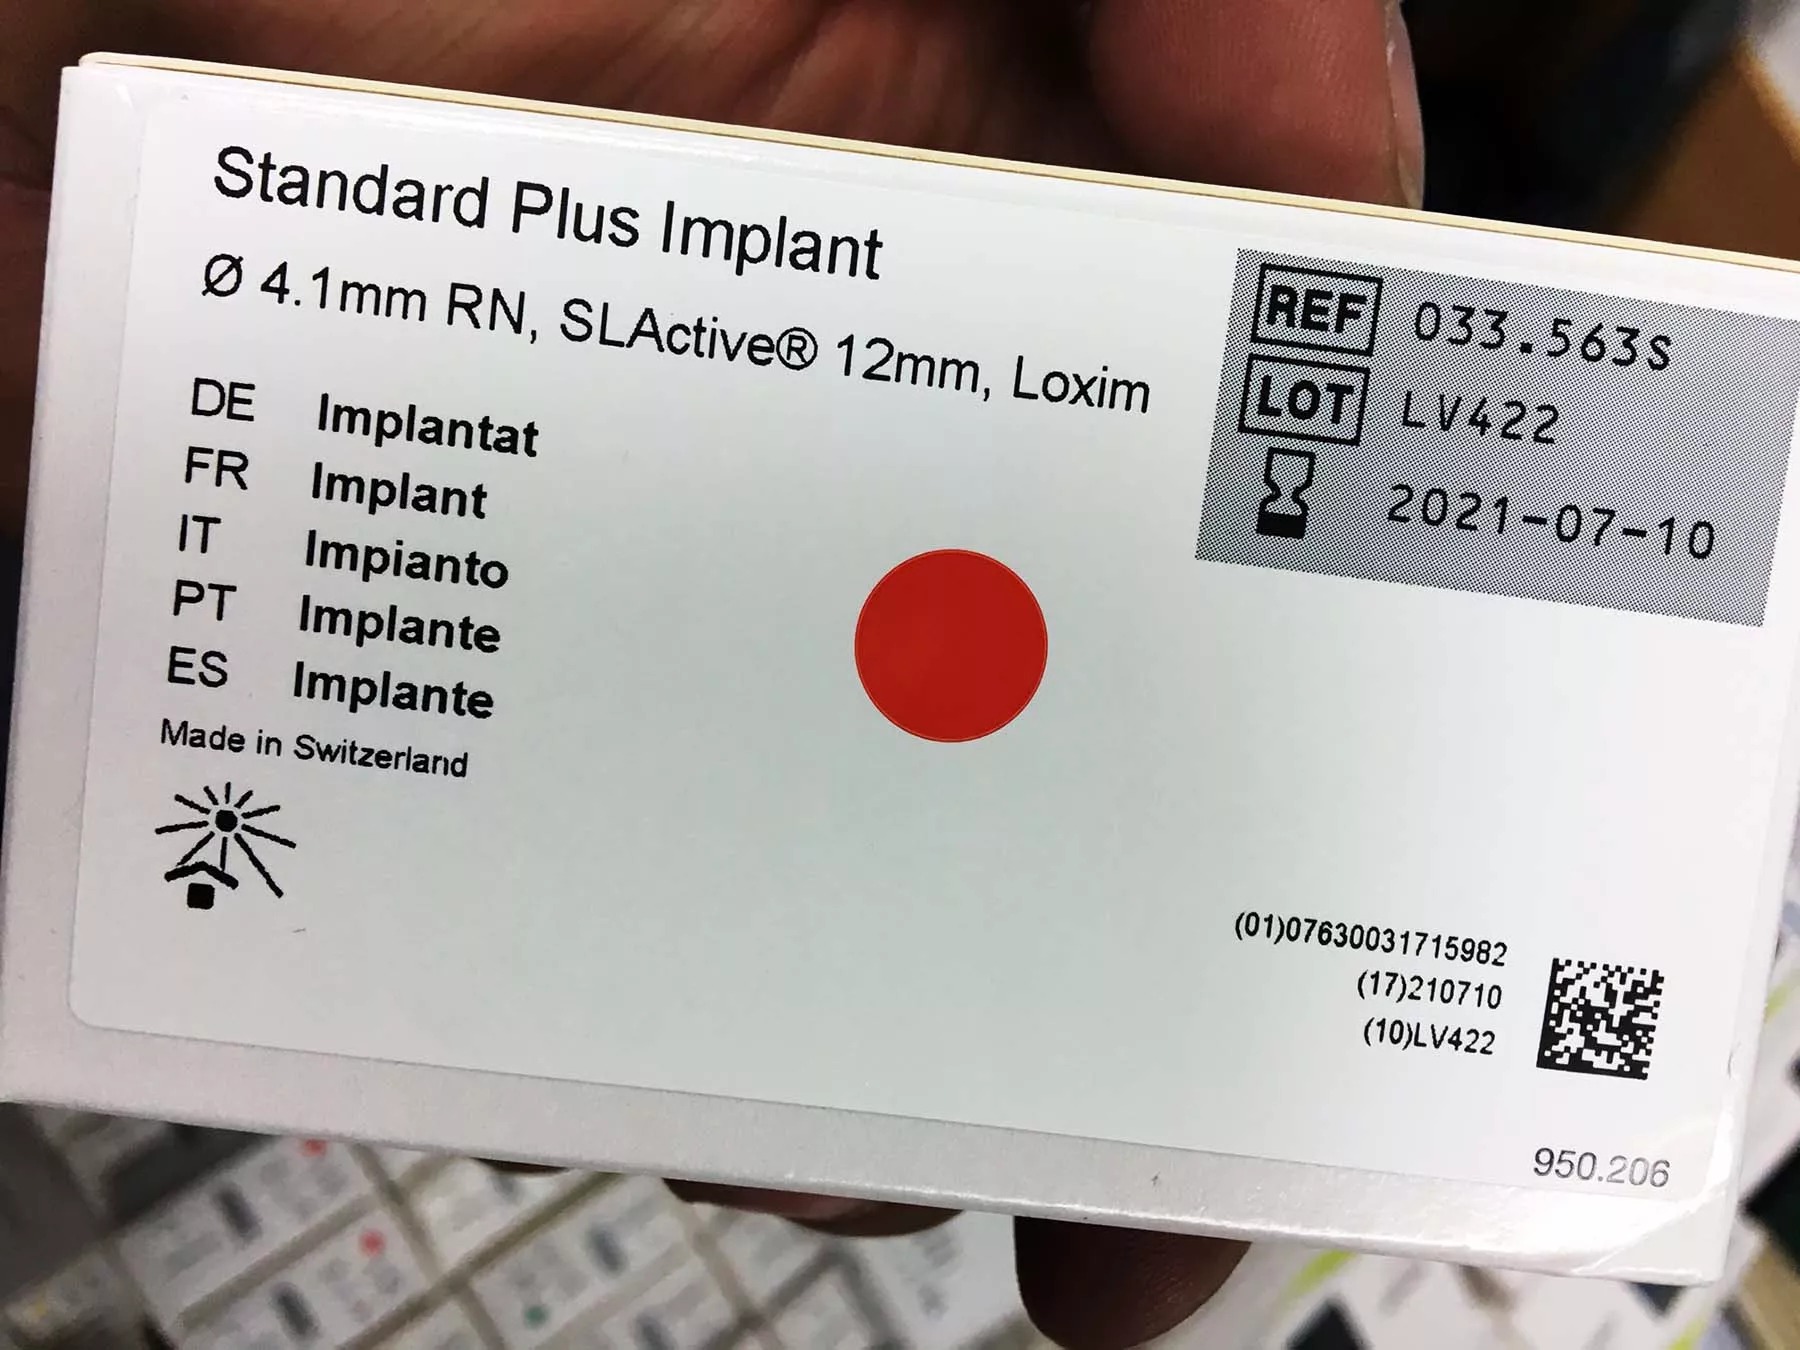 Standard Plus Implant
Ø 4.1mm RN, SLActive® 12mm, Loxim
DE Implantat
FR Implant
IT Impianto
PT Implante
ES Implante
Made in Switzerland
REF 033.563S
LOT LV422
2021-07-10
(01)07630031715982
(17)210710
(10)LV422
950.206